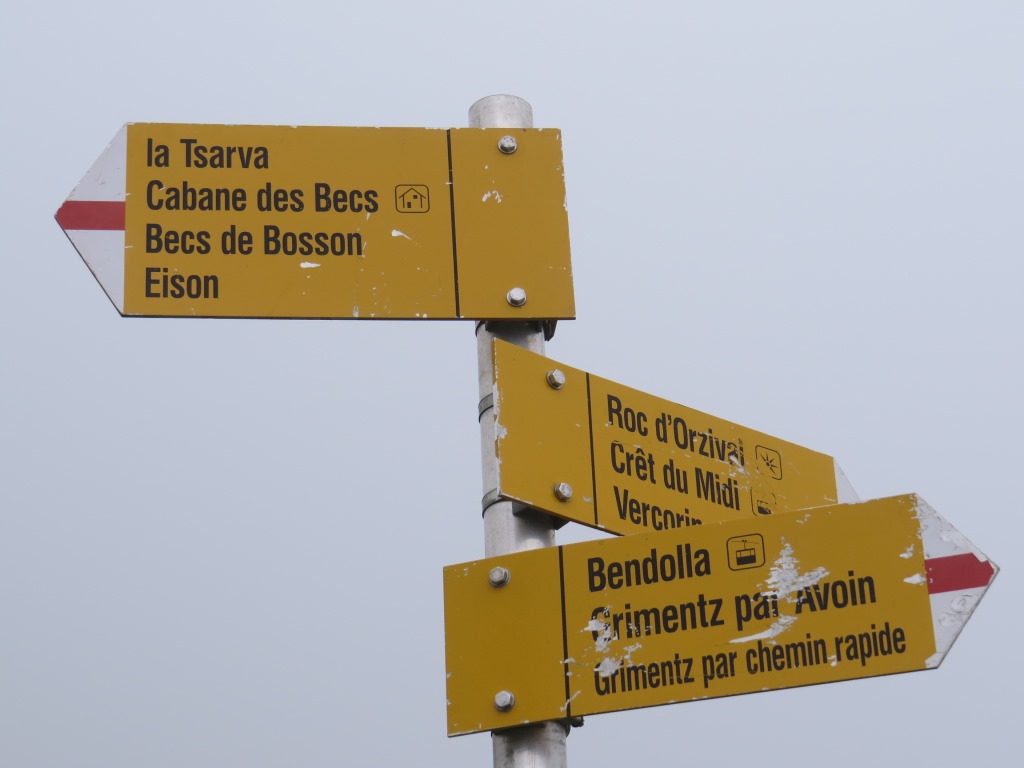 la Tsarva
Cabane des Becs
Becs de Bosson
Eison
Roc d'Orzival
Crêt du Midi
Vercorin
Bendolla
Grimentz par Avoin
Grimentz par chemin rapide